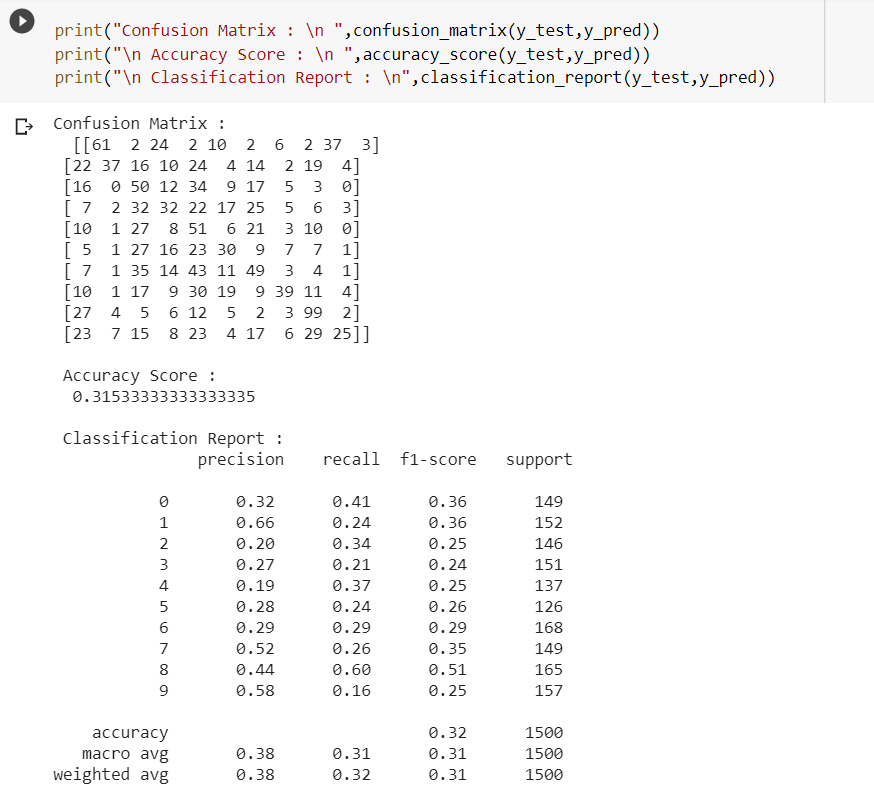 print("Confusion Matrix : \n ",confusion_matrix(y_test,y_pred))
print("\n Accuracy Score : \n ",accuracy_score(y_test,y_pred))
print("\n Classification Report : \n",classification_report(y_test,y_pred))
Confusion Matrix :
[[61 2 24 2 10 2 6 2 37 3]
[22 37 16 10 24 4 14 2 19 4]
[16 0 50 12 34 9 17 5 3 0]
[ 7 2 32 32 22 17 25 5 6 3]
[10 1 27 8 51 6 21 3 10 0]
[ 5 1 27 16 23 30 9 7 7 1]
[ 7 1 35 14 43 11 49 3 4 1]
[10 1 17 9 30 19 9 39 11 4]
[27 4 5 6 12 5 2 3 99 2]
[23 7 15 8 23 4 17 6 29 25]]
Accuracy Score :
0.31533333333333335
Classification Report :
precision recall f1-score support
0 0.32 0.41 0.36 149
1 0.66 0.24 0.36 152
2 0.20 0.34 0.25 146
3 0.27 0.21 0.24 151
4 0.19 0.37 0.25 137
5 0.28 0.24 0.26 126
6 0.29 0.29 0.29 168
7 0.52 0.26 0.35 149
8 0.44 0.60 0.51 165
9 0.58 0.16 0.25 157
accuracy 0.32 1500
macro avg 0.38 0.31 0.31 1500
weighted avg 0.38 0.32 0.31 1500